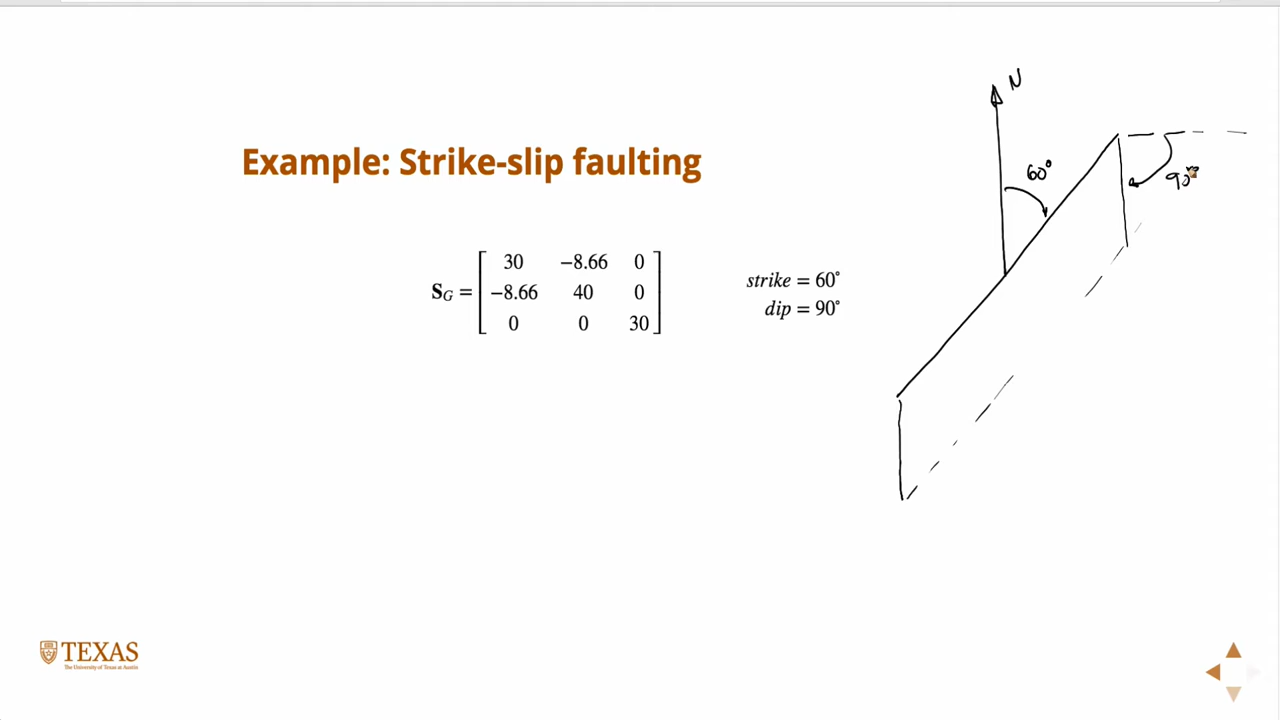 N
60°
90°
Example: Strike-slip faulting
S_G = [ 30 −8.66 0
−8.66 40 0
0 0 30 ]
strike = 60°
dip = 90°
TEXAS
The University of Texas at Austin